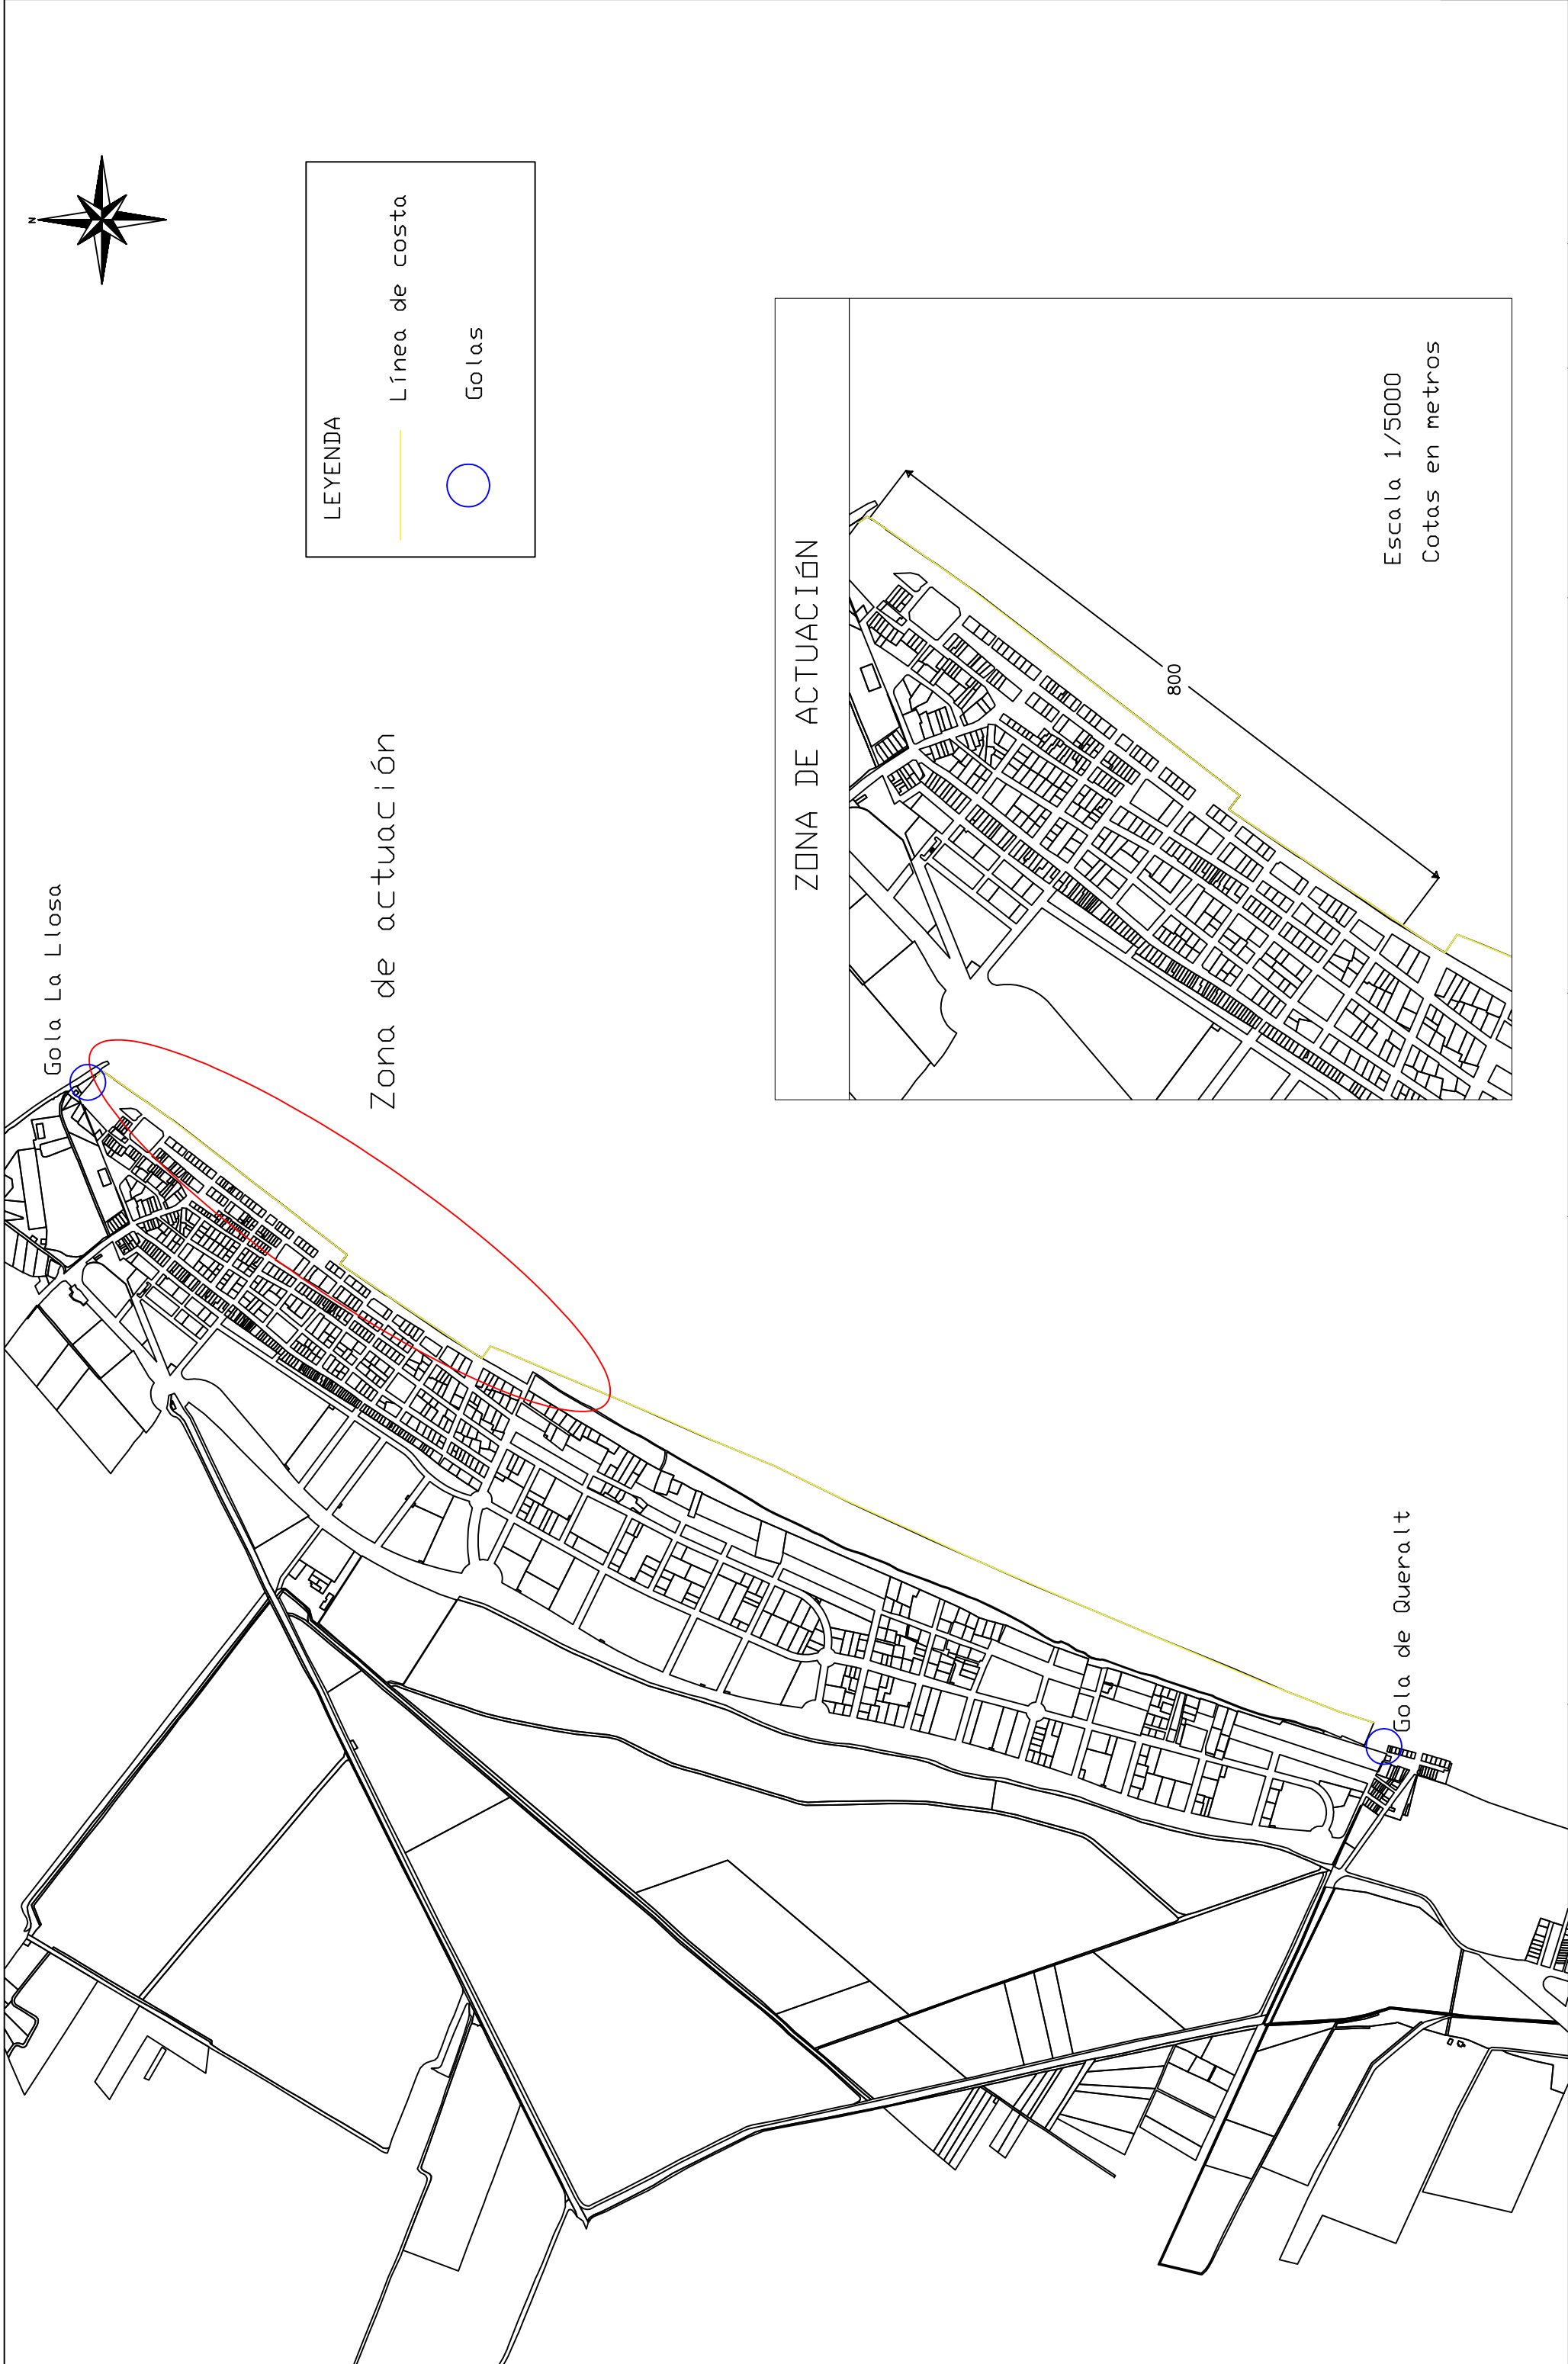 N
Gola La Llosa
Zona de actuación
LEYENDA
Línea de costa
Golas
ZONA DE ACTUACIÓN
800
Escala 1/5000
Cotas en metros
Gola de Queralt